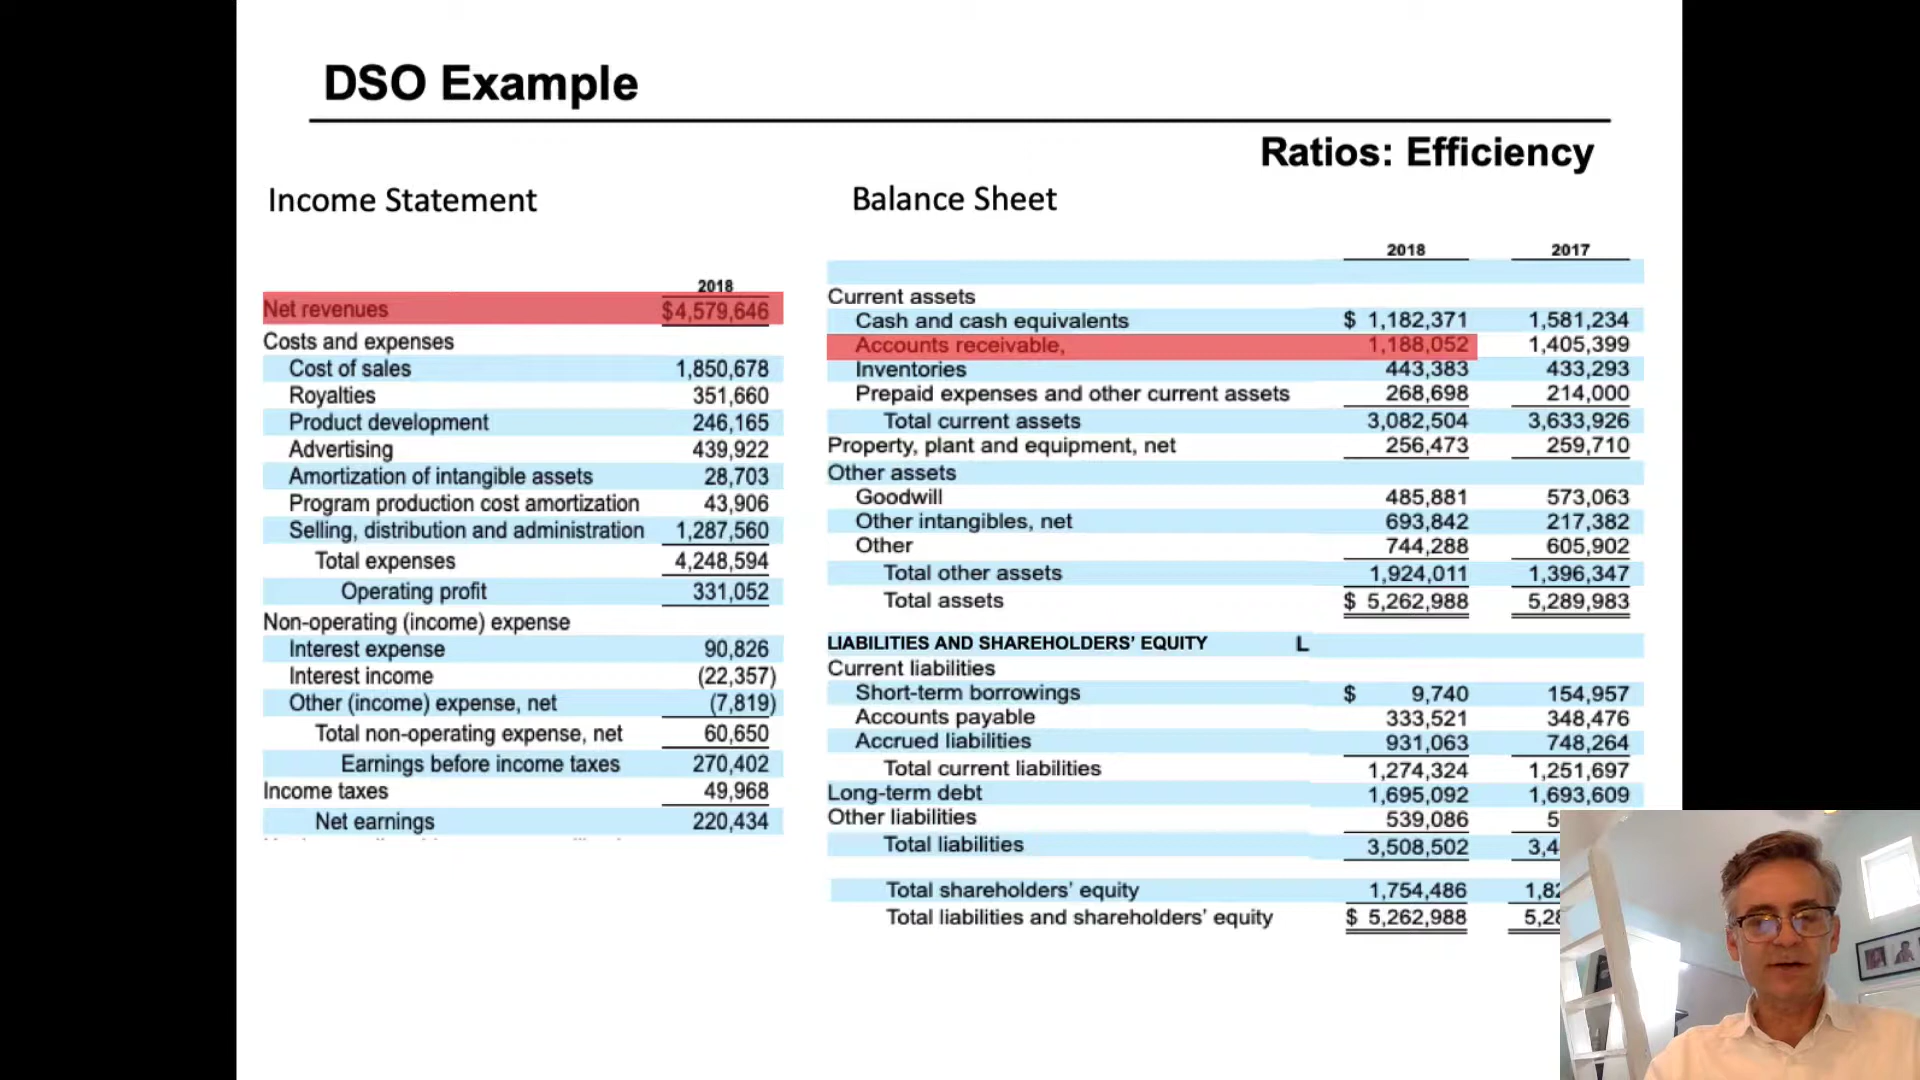 DSO Example
Ratios: Efficiency
Income Statement
2018
Net revenues $4,579,646
Costs and expenses
Cost of sales 1,850,678
Royalties 351,660
Product development 246,165
Advertising 439,922
Amortization of intangible assets 28,703
Program production cost amortization 43,906
Selling, distribution and administration 1,287,560
Total expenses 4,248,594
Operating profit 331,052
Non-operating (income) expense
Interest expense 90,826
Interest income (22,357)
Other (income) expense, net (7,819)
Total non-operating expense, net 60,650
Earnings before income taxes 270,402
Income taxes 49,968
Net earnings 220,434
Balance Sheet
2018 2017
Current assets
Cash and cash equivalents $ 1,182,371 1,581,234
Accounts receivable, 1,188,052 1,405,399
Inventories 443,383 433,293
Prepaid expenses and other current assets 268,698 214,000
Total current assets 3,082,504 3,633,926
Property, plant and equipment, net 256,473 259,710
Other assets
Goodwill 485,881 573,063
Other intangibles, net 693,842 217,382
Other 744,288 605,902
Total other assets 1,924,011 1,396,347
Total assets $ 5,262,988 5,289,983
LIABILITIES AND SHAREHOLDERS' EQUITY L
Current liabilities
Short-term borrowings $ 9,740 154,957
Accounts payable 333,521 348,476
Accrued liabilities 931,063 748,264
Total current liabilities 1,274,324 1,251,697
Long-term debt 1,695,092 1,693,609
Other liabilities 539,086
Total liabilities 3,508,502
Total shareholders' equity 1,754,486
Total liabilities and shareholders' equity $ 5,262,988